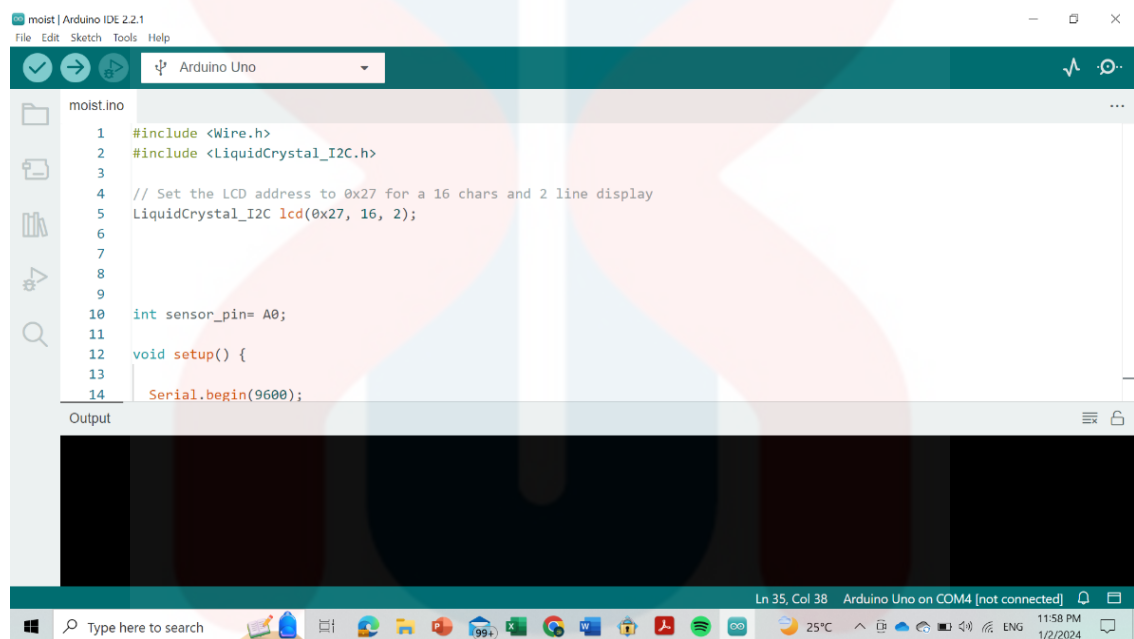 moist | Arduino IDE 2.2.1
File Edit Sketch Tools Help
Arduino Uno
moist.ino
1 #include <Wire.h>
2 #include <LiquidCrystal_I2C.h>
3
4 // Set the LCD address to 0x27 for a 16 chars and 2 line display
5 LiquidCrystal_I2C lcd(0x27, 16, 2);
6
7
8
9
10 int sensor_pin= A0;
11
12 void setup() {
13
14 Serial.begin(9600);
Output
Ln 35, Col 38 Arduino Uno on COM4 [not connected]
Type here to search 99+ 25°C ENG 11:58 PM
1/2/2024